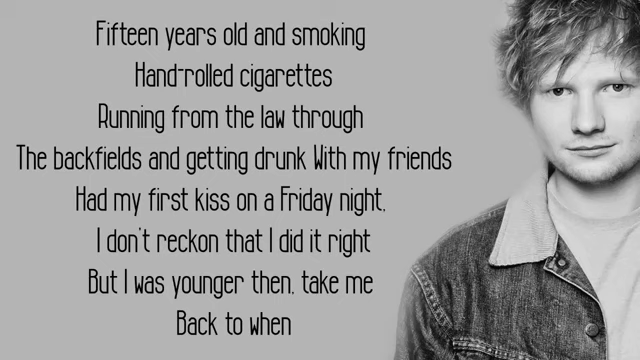 Fifteen years old and smoking
Hand-rolled cigarettes
Running from the law through
The backfields and getting drunk With my friends
Had my first kiss on a Friday night,
I don't reckon that I did it right
But I was younger then, take me
Back to when